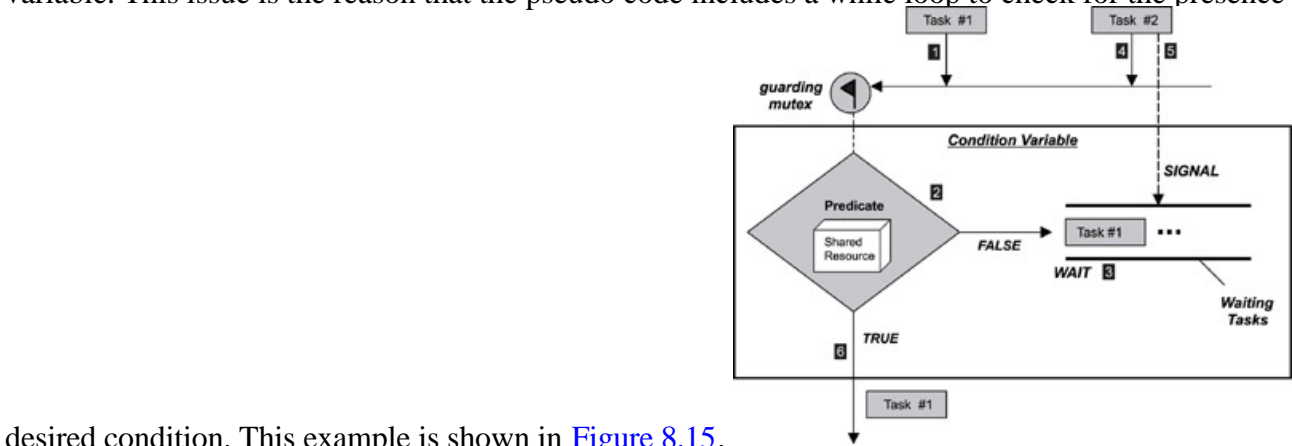 variable. This issue is the reason that the pseudo code includes a while loop to check for the presence
Task #1
Task #2
1
4
5
guarding
mutex
Condition Variable
SIGNAL
2
Predicate
Shared
Resource
FALSE
Task #1
WAIT 3
Waiting
Tasks
TRUE
6
Task #1
desired condition. This example is shown in Figure 8.15.